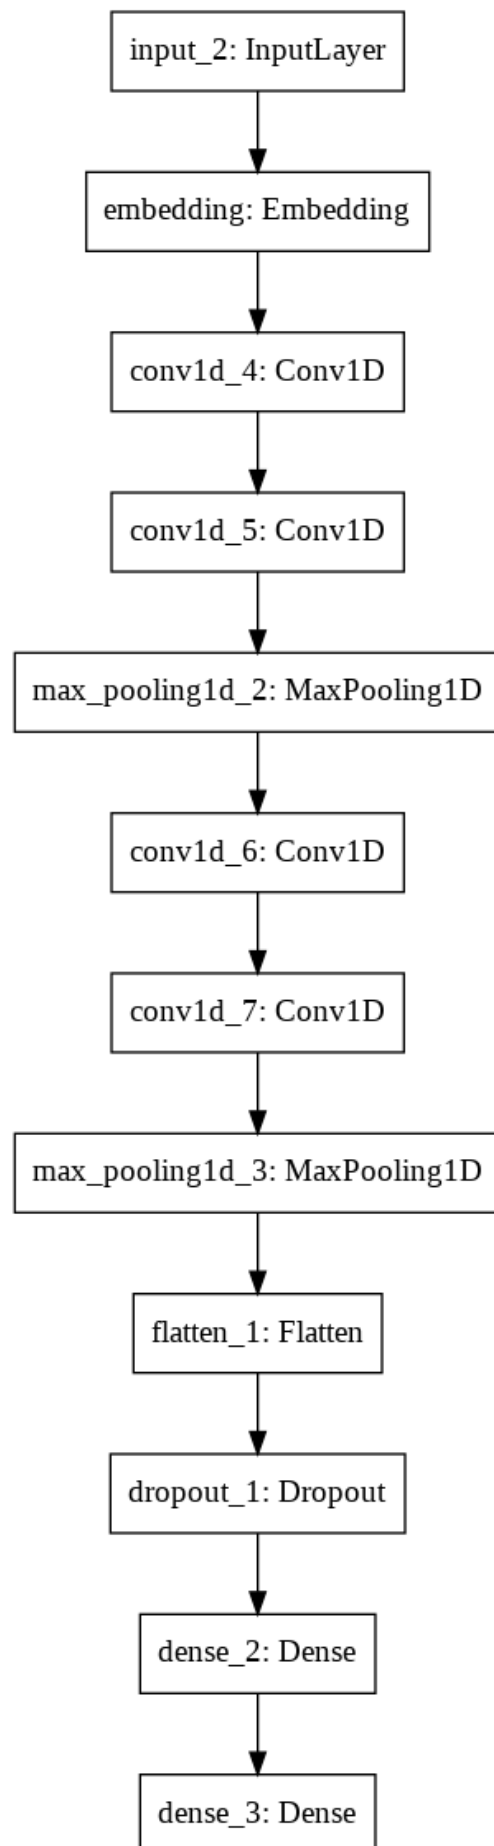 input_2: InputLayer
embedding: Embedding
conv1d_4: Conv1D
conv1d_5: Conv1D
max_pooling1d_2: MaxPooling1D
conv1d_6: Conv1D
conv1d_7: Conv1D
max_pooling1d_3: MaxPooling1D
flatten_1: Flatten
dropout_1: Dropout
dense_2: Dense
dense_3: Dense